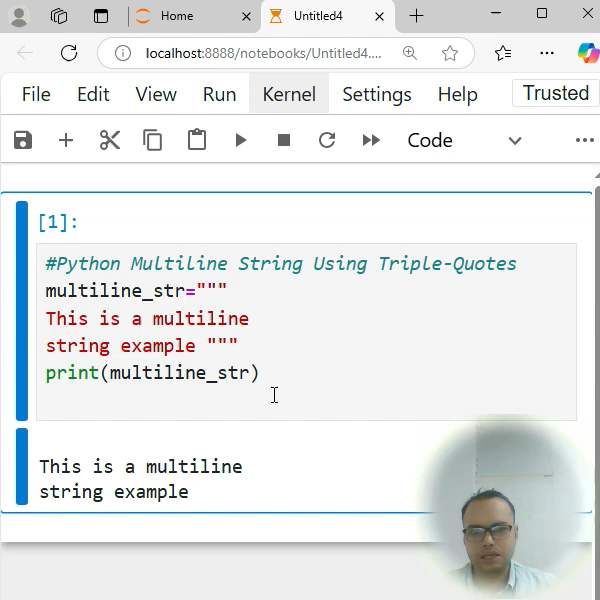 Home
Untitled4
localhost:8888/notebooks/Untitled4....
File Edit View Run Kernel Settings Help Trusted
Code
[1]:
#Python Multiline String Using Triple-Quotes
multiline_str="""
This is a multiline
string example """
print(multiline_str)
This is a multiline
string example